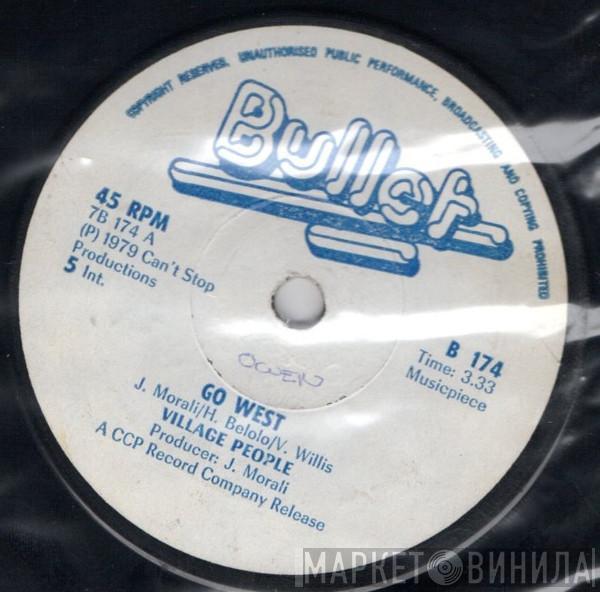 COPYRIGHT RESERVED. UNAUTHORISED PUBLIC PERFORMANCE, BROADCASTING AND COPYING PROHIBITED
Bullet
45 RPM
7B 174 A
(P) 1979 Can't Stop
Productions
5 Int.
B 174
Time: 3.33
Musicpiece
OWEN
GO WEST
J. Morali/H. Belolo/V. Willis
VILLAGE PEOPLE
Producer: J. Morali
A CCP Record Company Release
МАРКЕТ ВИНИЛА